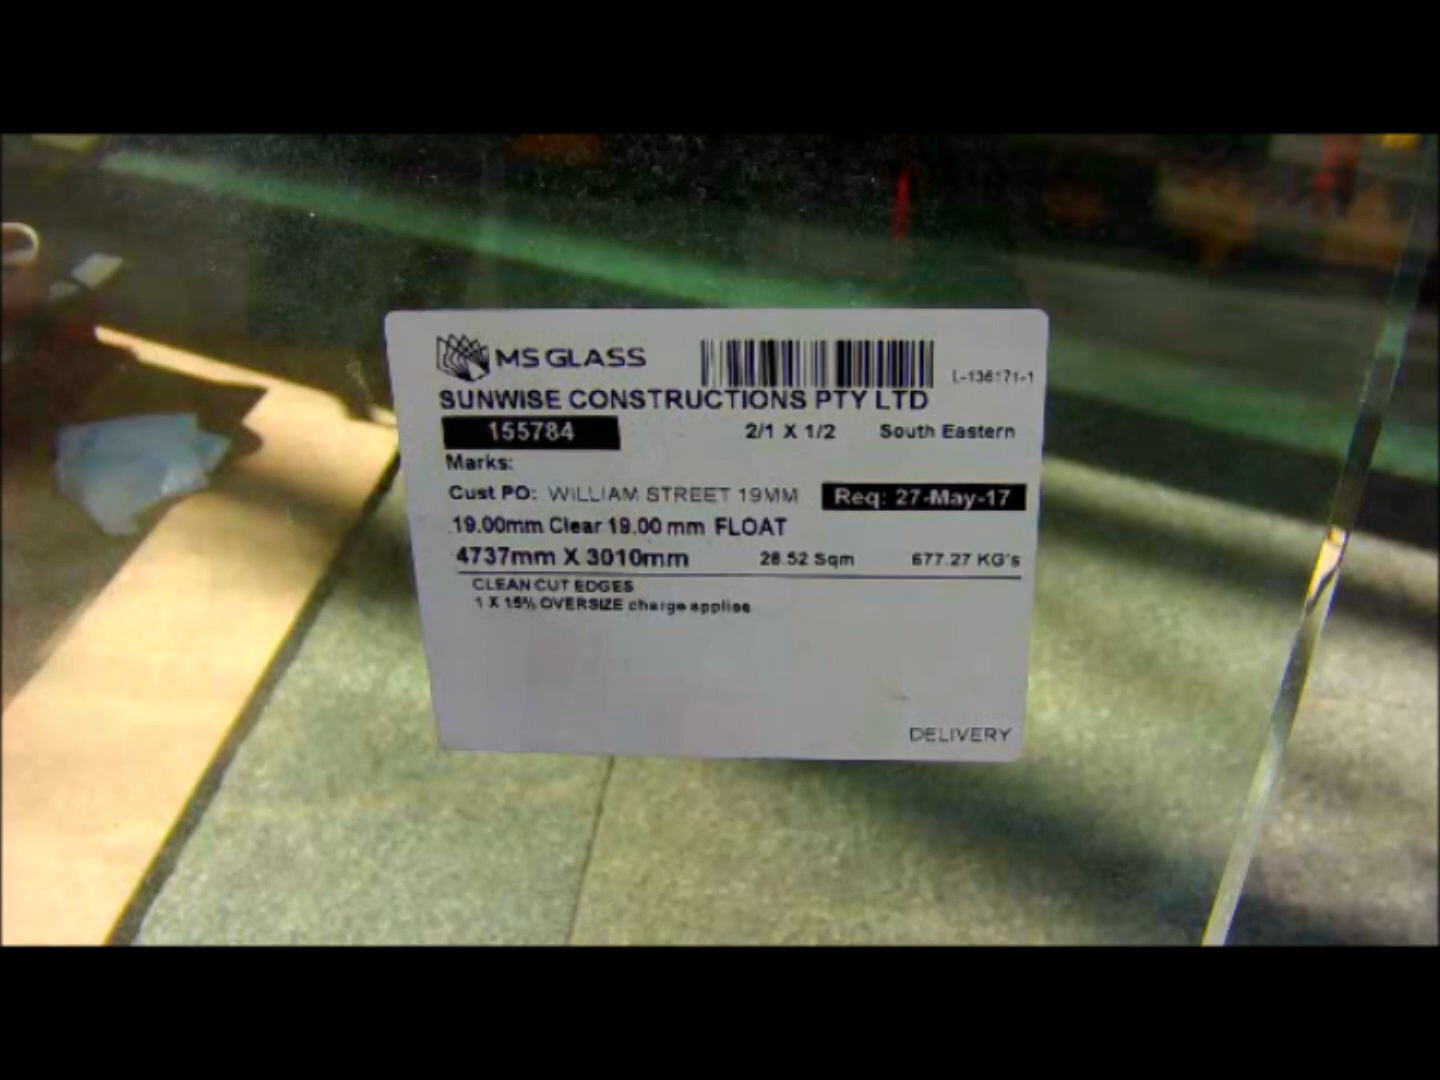 MS GLASS
L-136171-1
SUNWISE CONSTRUCTIONS PTY LTD
155784 2/1 X 1/2 South Eastern
Marks:
Cust PO: WILLIAM STREET 19MM Req: 27-May-17
19.00mm Clear 19.00 mm FLOAT
4737mm X 3010mm 28.52 Sqm 677.27 KG's
CLEAN CUT EDGES
1 X 15% OVERSIZE charge applies
DELIVERY